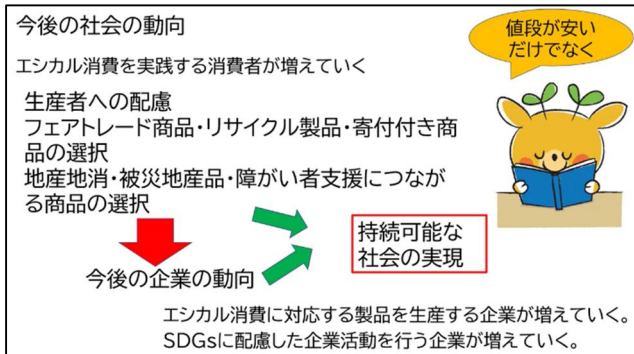 今後の社会の動向
値段が安い
だけでなく
エシカル消費を実践する消費者が増えていく
生産者への配慮
フェアトレード商品・リサイクル製品・寄付付き商
品の選択
地産地消・被災地産品・障がい者支援につなが
る商品の選択
持続可能な
社会の実現
今後の企業の動向
エシカル消費に対応する製品を生産する企業が増えていく。
SDGsに配慮した企業活動を行う企業が増えていく。